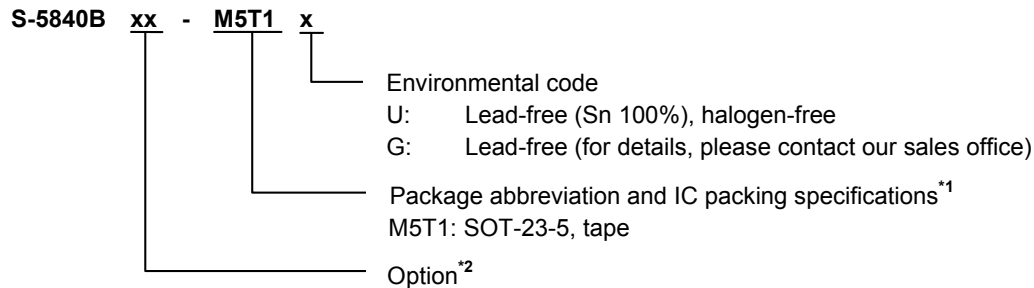 S-5840B xx - M5T1 x
Environmental code
U: Lead-free (Sn 100%), halogen-free
G: Lead-free (for details, please contact our sales office)
Package abbreviation and IC packing specifications*1
M5T1: SOT-23-5, tape
Option*2